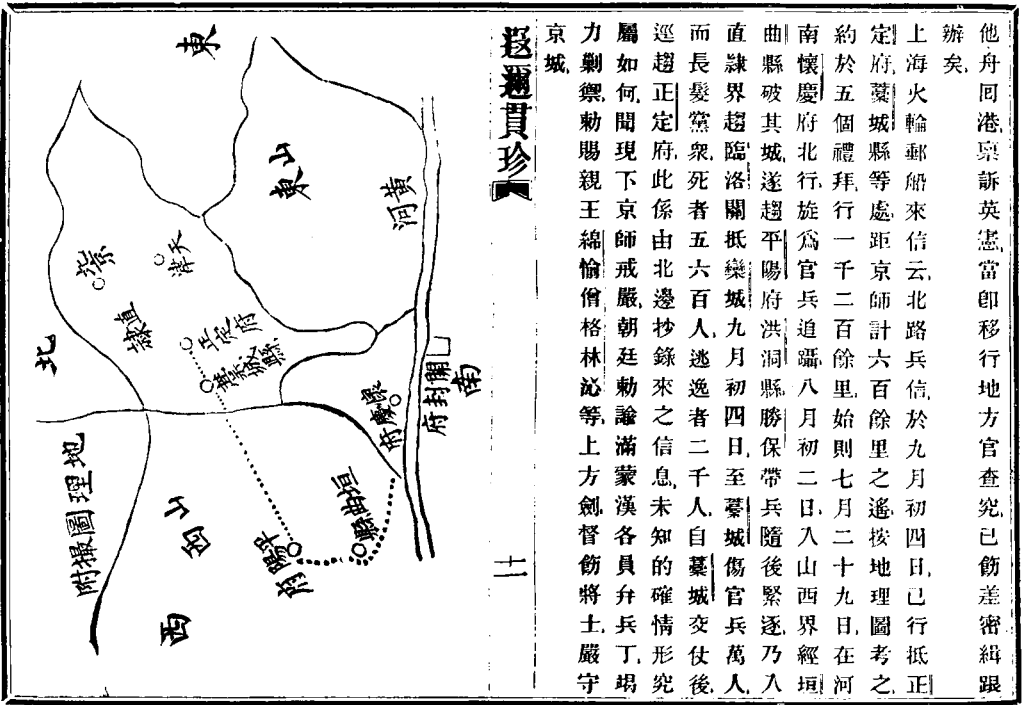 他舟回港稟訴英憲當卽移行地方官查究已飭差密緝跟
辦矣
上海火輪郵船來信云北路兵信於九月初四日已行抵正
定府藁城縣等處距京師計六百餘里之遙按地理圖考之
約於五個禮拜行一千二百餘里始則七月二十九日在河
南懷慶府北行旋爲官兵追躡八月初二日入山西界經垣
曲縣破其城遂趨平陽府洪洞縣勝保帶兵隨後緊逐乃入
直隷界趨臨洺關抵欒城九月初四日至藁城傷官兵萬人
而長髮黨衆死者五六百人逃逸者二千人自藁城交仗後
逕趨正定府此係由北邊抄錄來之信息未知的確情形究
屬如何聞現下京師戒嚴朝廷勅諭滿蒙漢各員弁兵丁竭
力剿禦勅賜親王綿愉僧格林沁等上方劍督飭將士嚴守
京城
遐邇貫珍
十一
東
山東
黃河
京
天津
直隷
正定府
藁城縣
北
南
開封府
懷慶府
垣曲縣
平陽府
山西
西
附撮圖理地